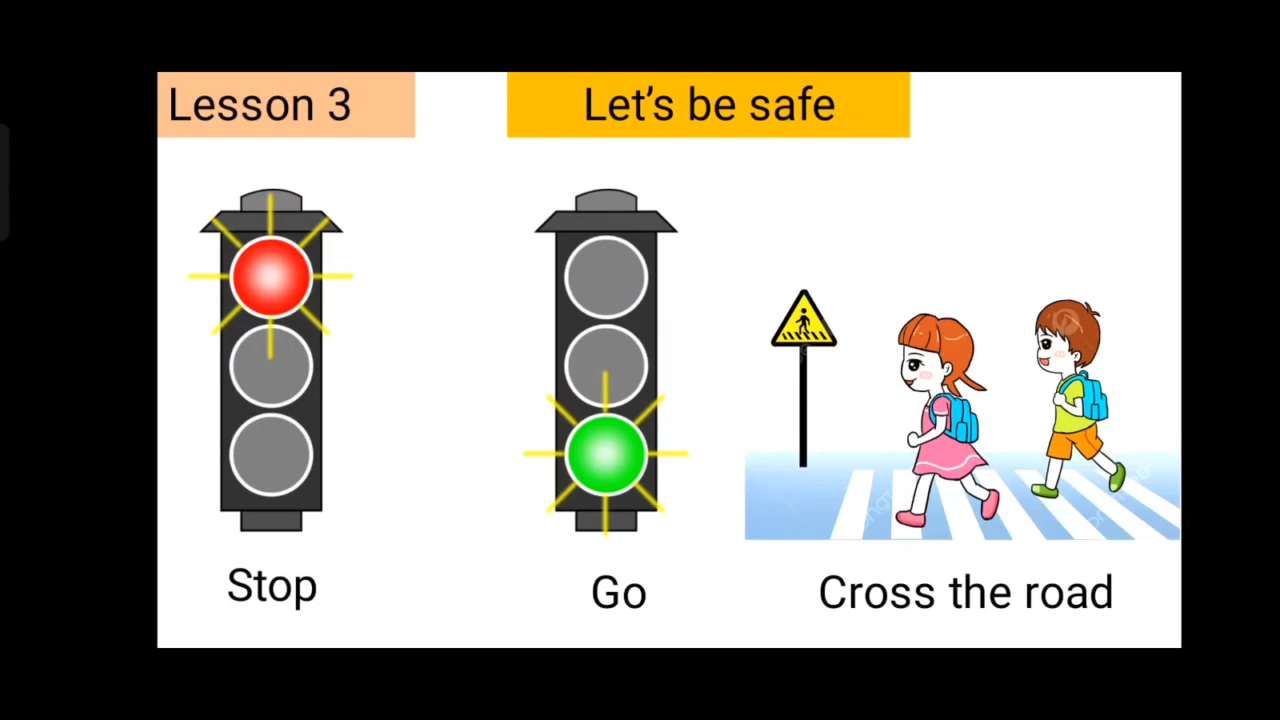 Lesson 3
Let's be safe
Stop
Go
Cross the road